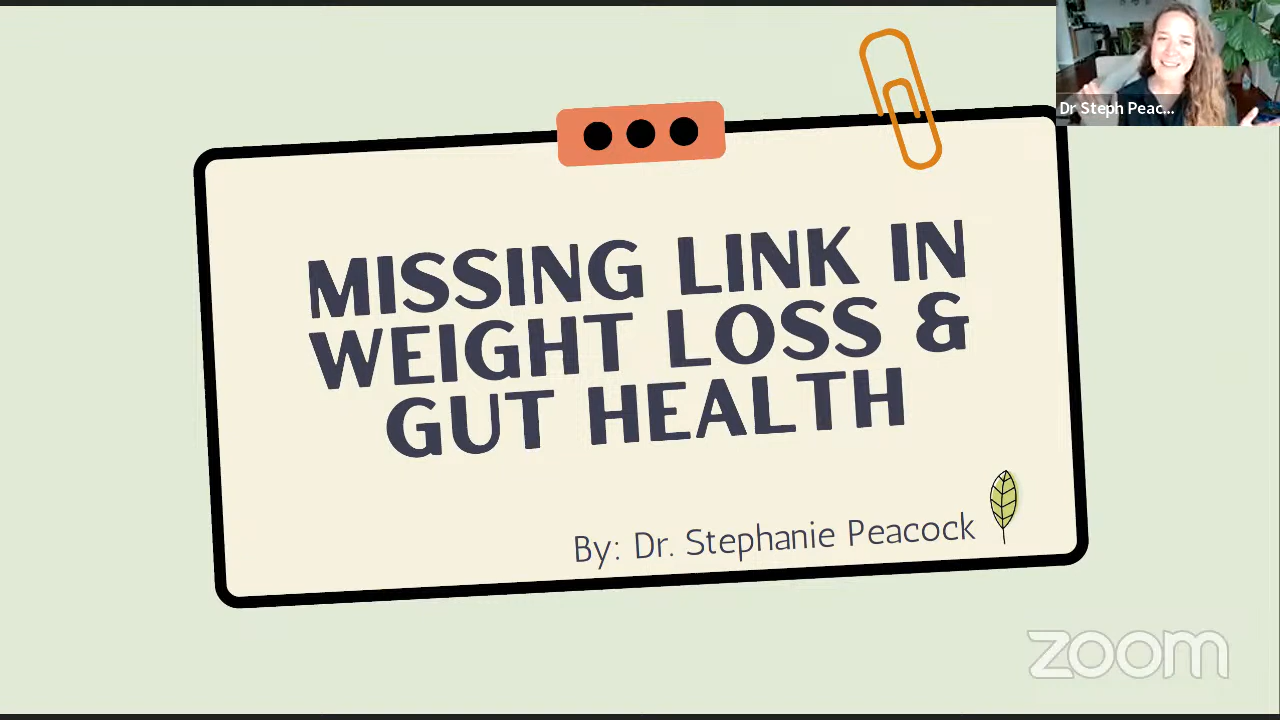 Dr Steph Peac...
MISSING LINK IN
WEIGHT LOSS &
GUT HEALTH
By: Dr. Stephanie Peacock
zoom